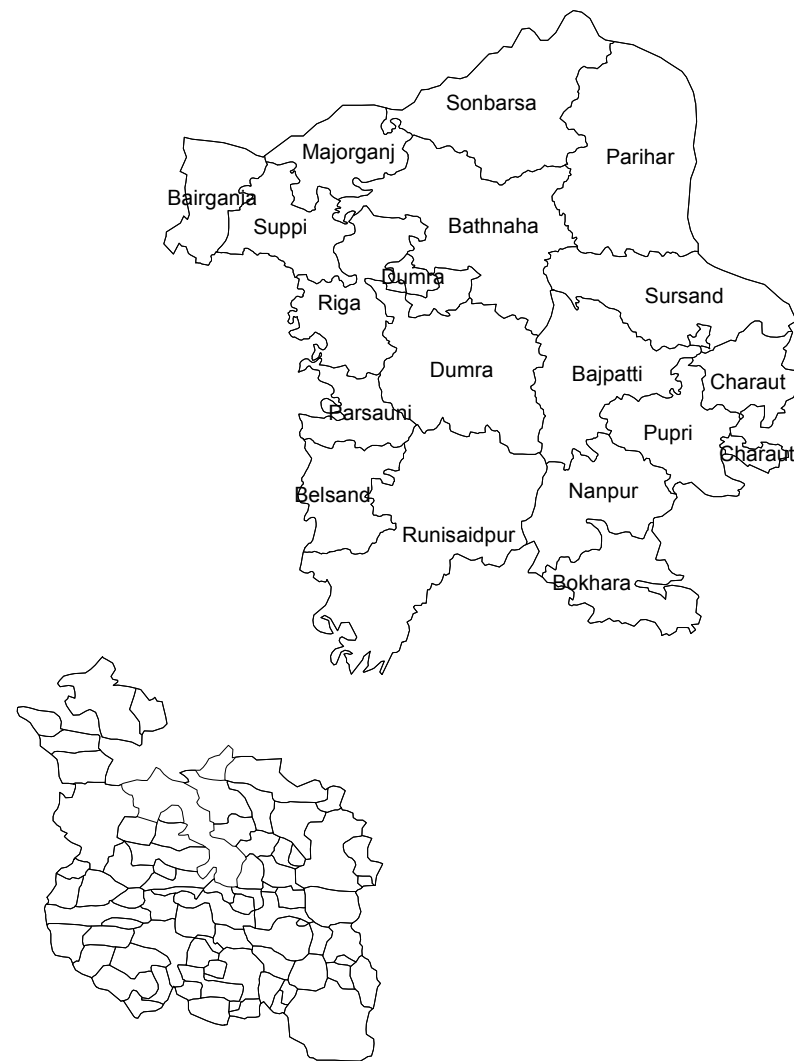 Sonbarsa
Majorganj
Parihar
Bairgania
Suppi
Bathnaha
Dumra
Riga
Sursand
Dumra
Bajpatti
Charaut
Parsauni
Pupri
Charaut
Belsand
Nanpur
Runisaidpur
Bokhara